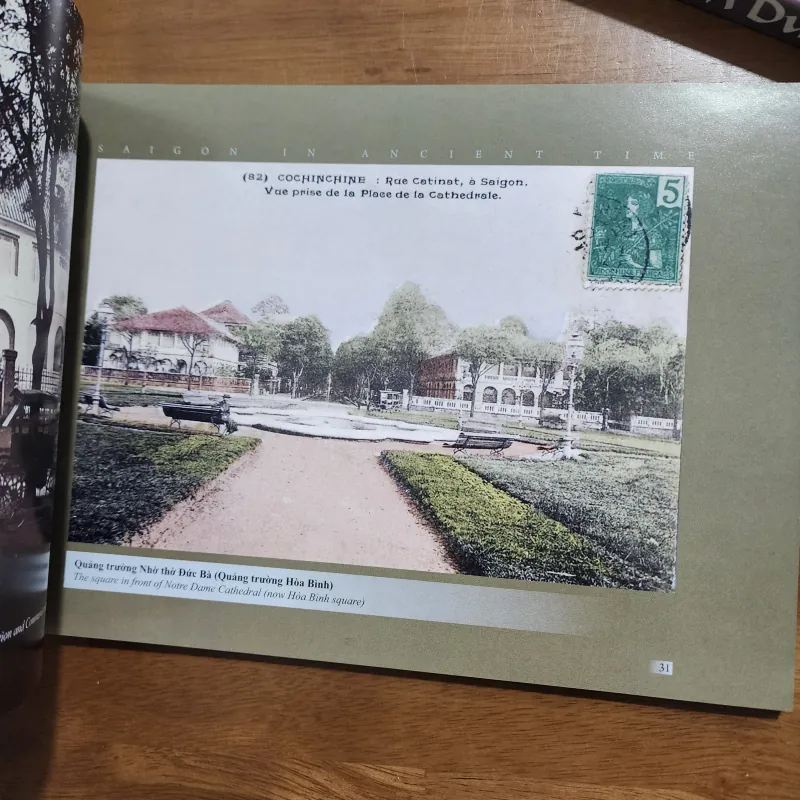 SAIGON IN ANCIENT TIME
(82) COCHINCHINE : Rue Catinat, à Saigon.
Vue prise de la Place de la Cathedrale.
5
Quảng trường Nhờ thờ Đức Bà (Quảng trường Hòa Bình)
The square in front of Notre Dame Cathedral (now Hòa Bình square)
31